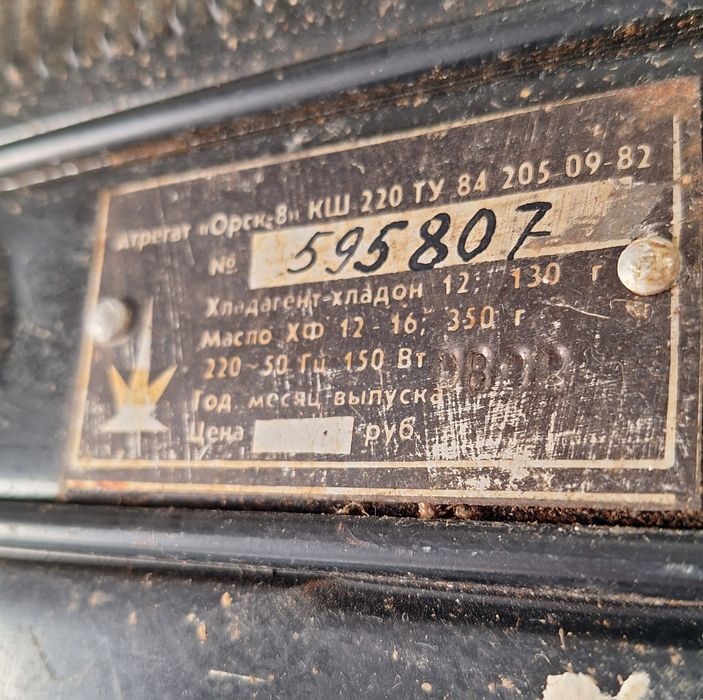 Агрегат «Орск-8» КШ-220 ТУ 84 205-09-82
№ 595807
Хладагент-хладон 12; 130 г
Масло ХФ 12-16; 350 г
220~50 Гц 150 Вт
Год, месяц выпуска
Цена руб.